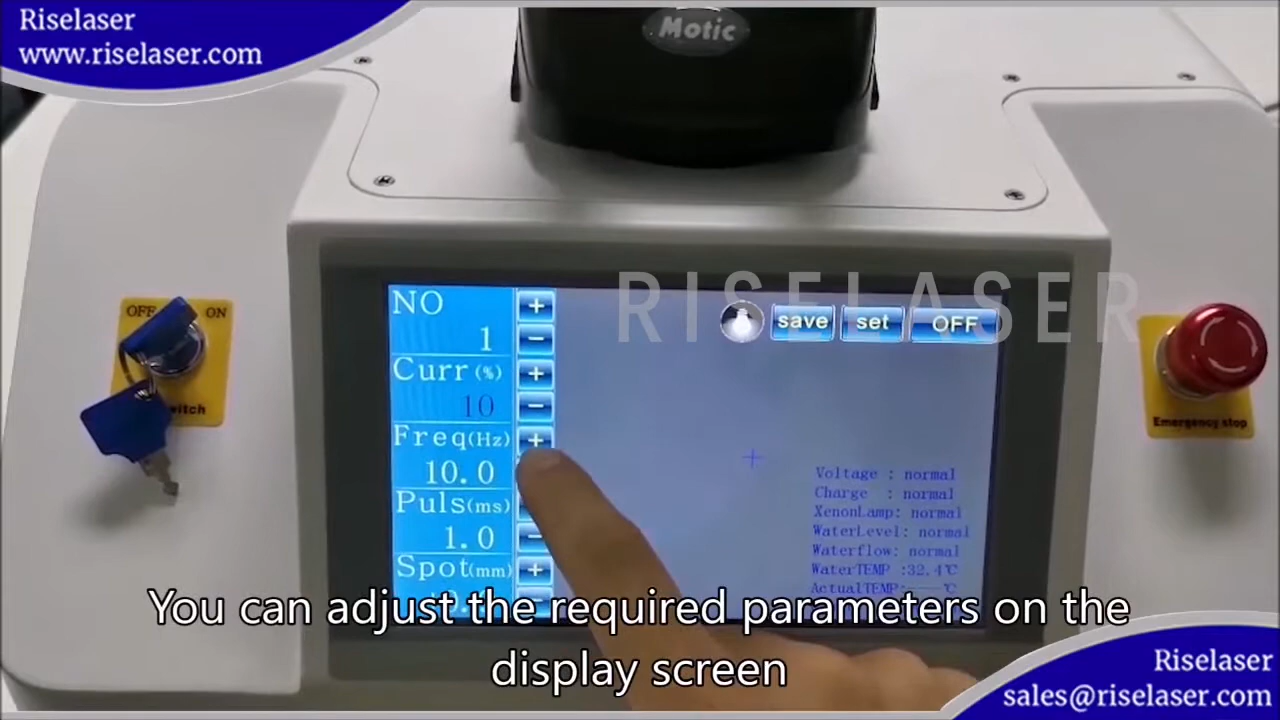 Riselaser
www.riselaser.com
Motic
RISELASER
OFF
ON
NO
1
save
set
OFF
Curr(%)
10
Freq(Hz)
10.0
Puls(ms)
1.0
Spot(mm)
Voltage : normal
Charge : normal
XenonLamp: normal
WaterLevel: normal
Waterflow: normal
WaterTEMP :32.4℃
ActualTEMP:----℃
Emergency stop
You can adjust the required parameters on the
display screen
Riselaser
sales@riselaser.com